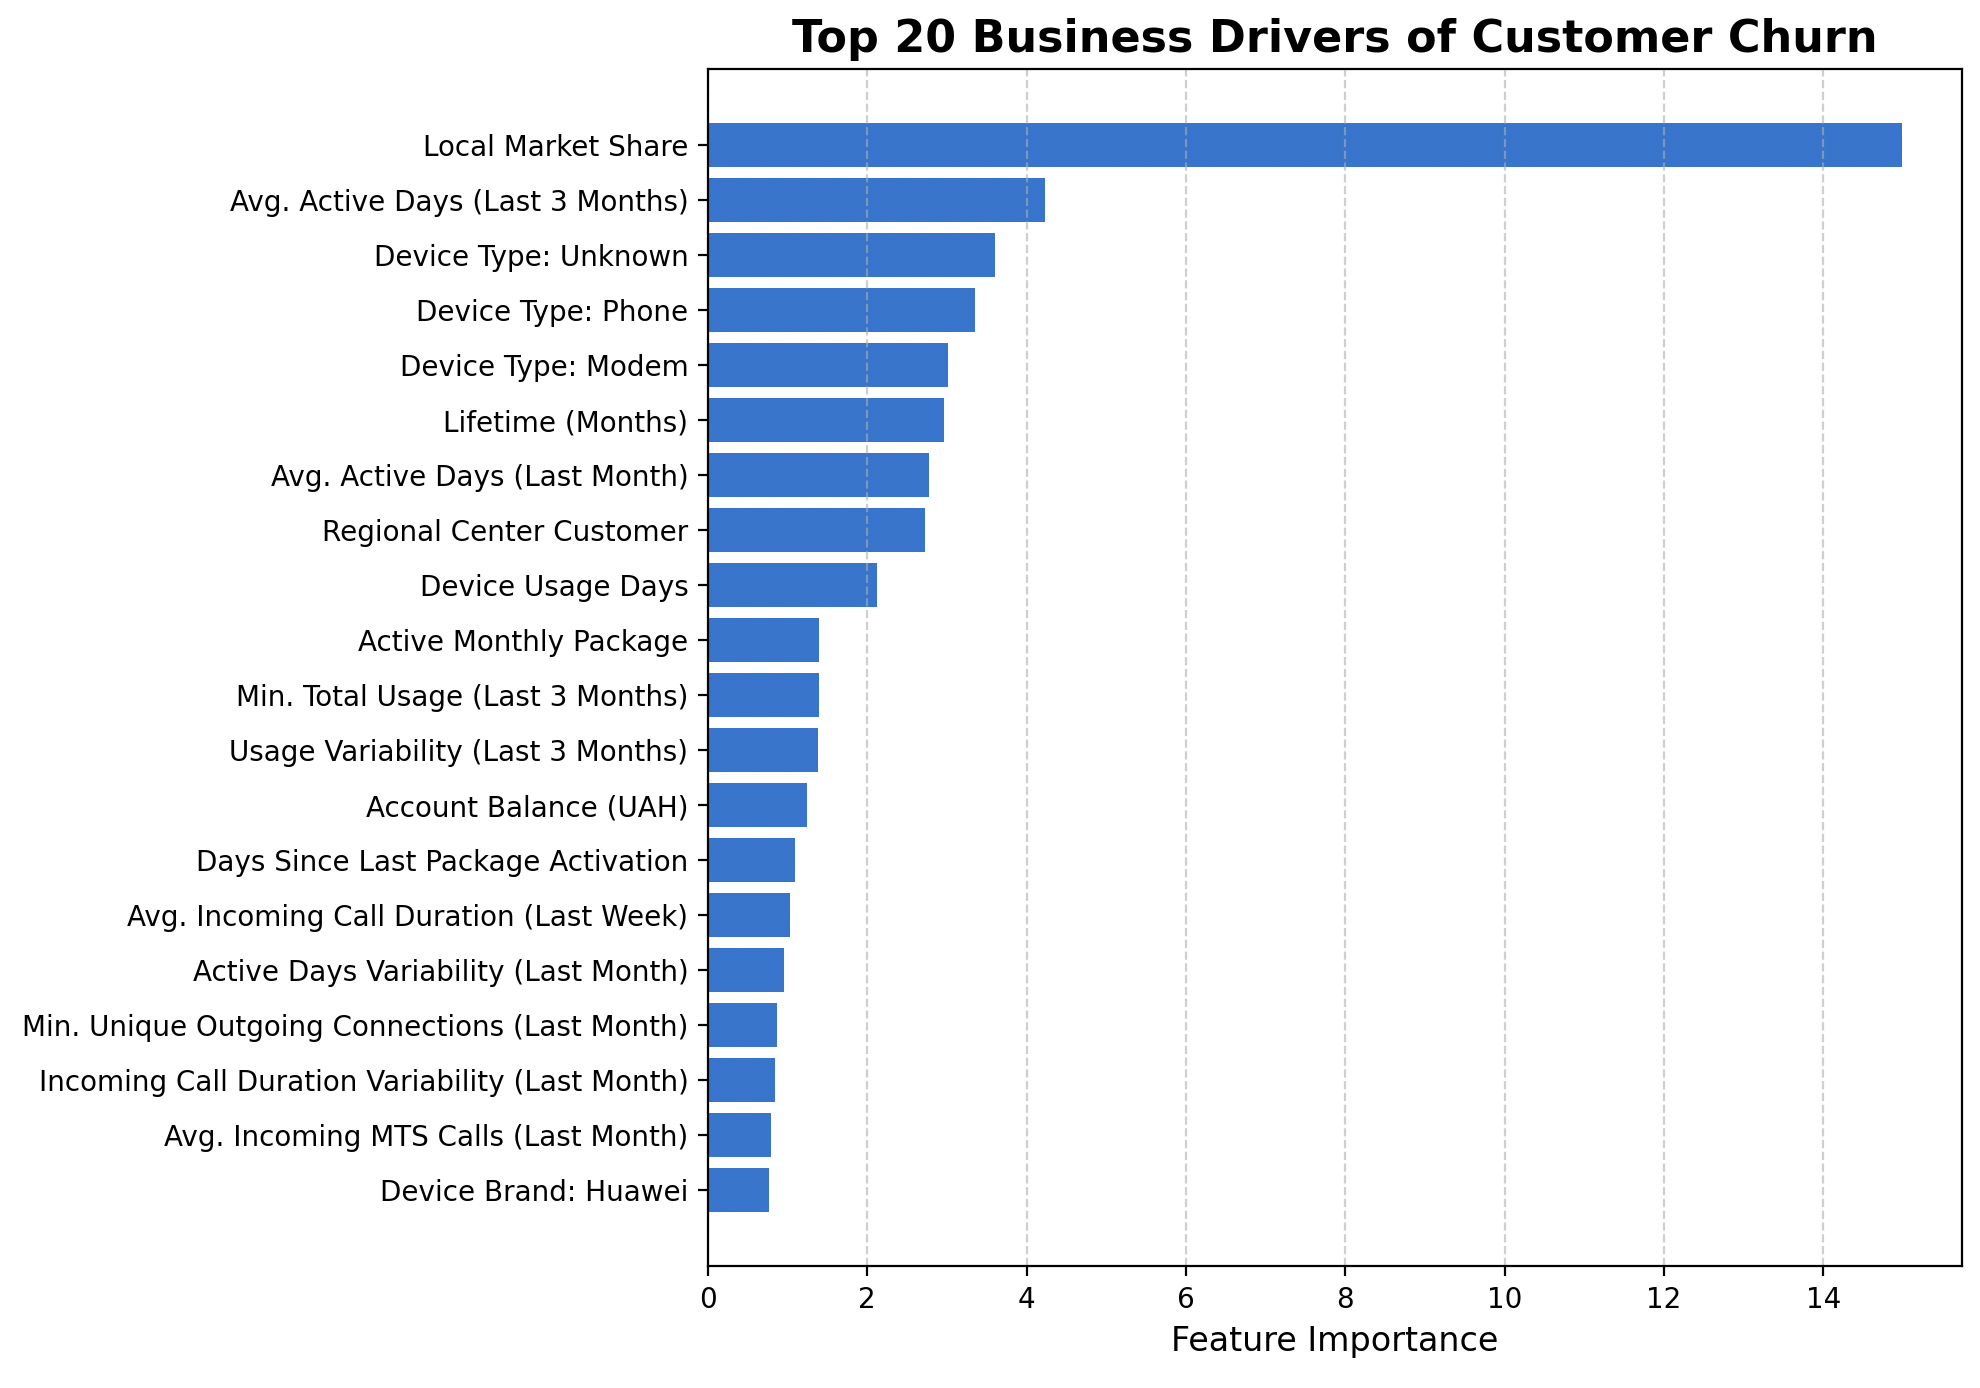 Top 20 Business Drivers of Customer Churn
Local Market Share
Avg. Active Days (Last 3 Months)
Device Type: Unknown
Device Type: Phone
Device Type: Modem
Lifetime (Months)
Avg. Active Days (Last Month)
Regional Center Customer
Device Usage Days
Active Monthly Package
Min. Total Usage (Last 3 Months)
Usage Variability (Last 3 Months)
Account Balance (UAH)
Days Since Last Package Activation
Avg. Incoming Call Duration (Last Week)
Active Days Variability (Last Month)
Min. Unique Outgoing Connections (Last Month)
Incoming Call Duration Variability (Last Month)
Avg. Incoming MTS Calls (Last Month)
Device Brand: Huawei
0 2 4 6 8 10 12 14
Feature Importance